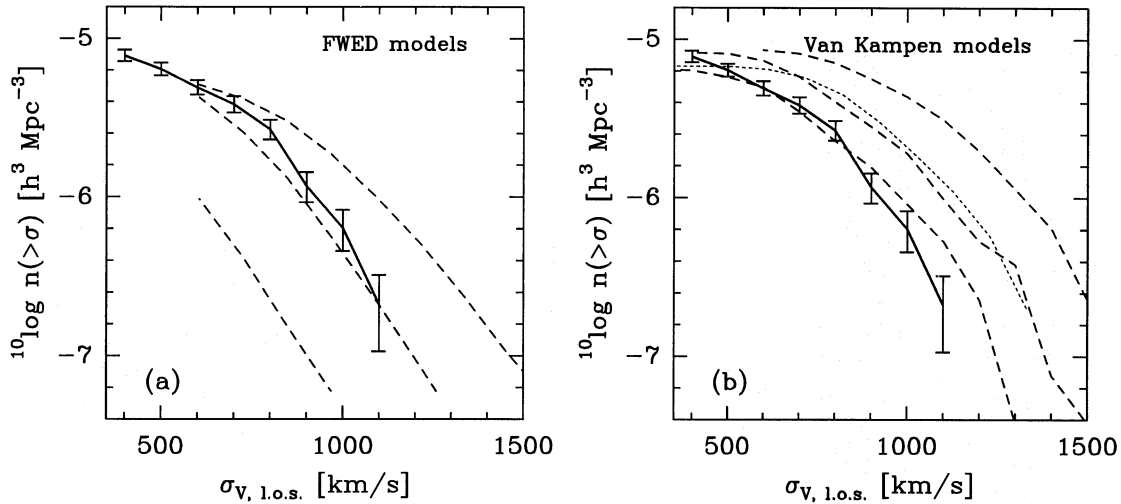 FWED models
Van Kampen models
−5
−6
−7
¹⁰log n(>σ) [h³ Mpc⁻³]
(a)
500
1000
1500
σV, l.o.s. [km/s]
−5
−6
−7
¹⁰log n(>σ) [h³ Mpc⁻³]
(b)
500
1000
1500
σV, l.o.s. [km/s]